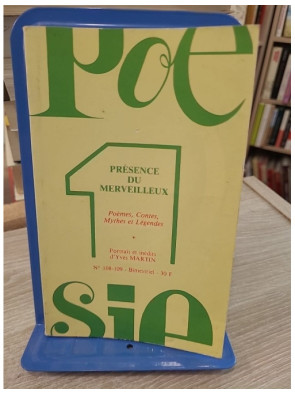 Poe
1
PRÉSENCE
DU
MERVEILLEUX
Poèmes, Contes,
Mythes et Légendes
Portrait et inédits
d'Yves MARTIN
sie